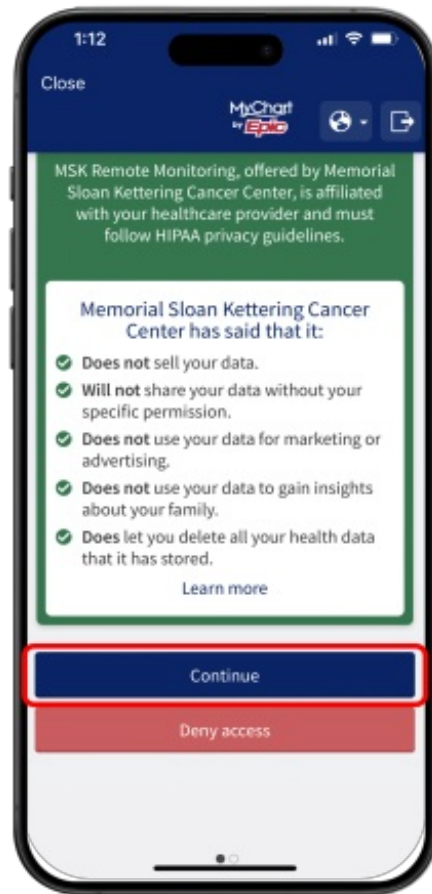 1:12
Close
MyChart
by Epic
MSK Remote Monitoring, offered by Memorial
Sloan Kettering Cancer Center, is affiliated
with your healthcare provider and must
follow HIPAA privacy guidelines.
Memorial Sloan Kettering Cancer
Center has said that it:
Does not sell your data.
Will not share your data without your
specific permission.
Does not use your data for marketing or
advertising.
Does not use your data to gain insights
about your family.
Does let you delete all your health data
that it has stored.
Learn more
Continue
Deny access